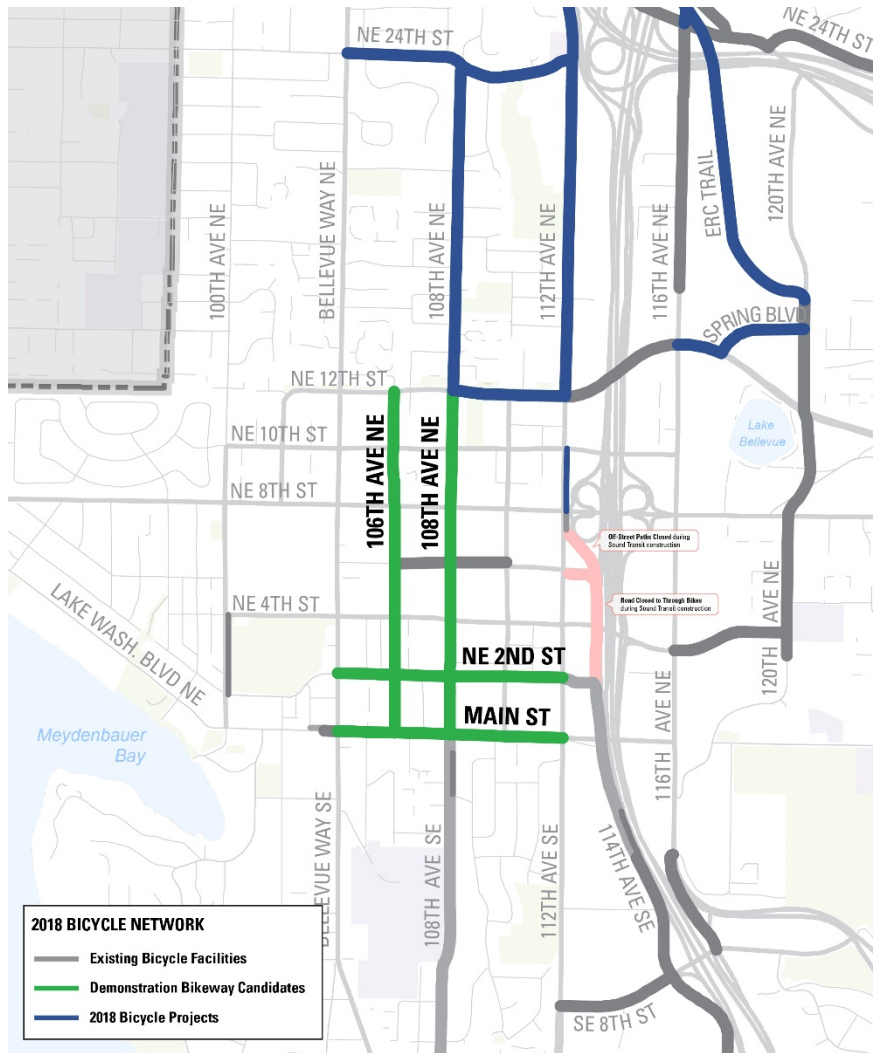 NE 24TH ST
NE 24TH ST
100TH AVE NE
BELLEVUE WAY NE
108TH AVE NE
112TH AVE NE
116TH AVE NE
ERC TRAIL
120TH AVE NE
SPRING BLVD
NE 12TH ST
106TH AVE NE
108TH AVE NE
NE 10TH ST
Lake
Bellevue
NE 8TH ST
Off-Street Paths Closed during
Sound Transit construction
Road Closed to Through Bikes
during Sound Transit construction
LAKE WASH. BLVD NE
NE 4TH ST
120TH AVE NE
NE 2ND ST
MAIN ST
116TH AVE NE
Meydenbauer
Bay
BELLEVUE WAY SE
108TH AVE SE
112TH AVE SE
114TH AVE SE
SE 8TH ST
2018 BICYCLE NETWORK
Existing Bicycle Facilities
Demonstration Bikeway Candidates
2018 Bicycle Projects